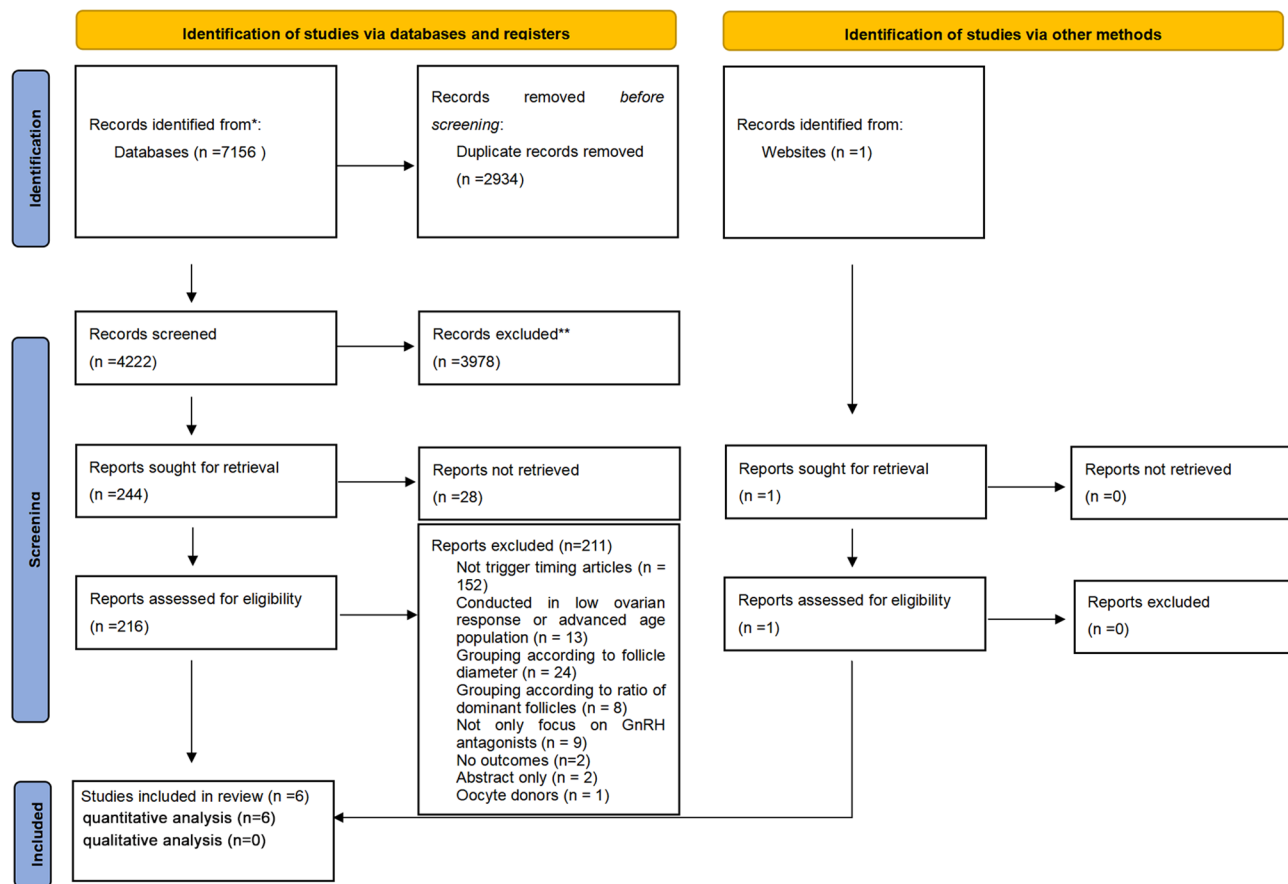 Identification of studies via databases and registers
Identification of studies via other methods
Identification
Records identified from*:
Databases (n =7156 )
Records removed before
screening:
Duplicate records removed
(n =2934)
Records identified from:
Websites (n =1)
Screening
Records screened
(n =4222)
Records excluded**
(n =3978)
Reports sought for retrieval
(n =244)
Reports not retrieved
(n =28)
Reports sought for retrieval
(n =1)
Reports not retrieved
(n =0)
Reports assessed for eligibility
(n =216)
Reports excluded (n=211)
Not trigger timing articles (n =
152)
Conducted in low ovarian
response or advanced age
population (n = 13)
Grouping according to follicle
diameter (n = 24)
Grouping according to ratio of
dominant follicles (n = 8)
Not only focus on GnRH
antagonists (n = 9)
No outcomes (n=2)
Abstract only (n = 2)
Oocyte donors (n = 1)
Reports assessed for eligibility
(n =1)
Reports excluded
(n =0)
Included
Studies included in review (n =6)
quantitative analysis (n=6)
qualitative analysis (n=0)